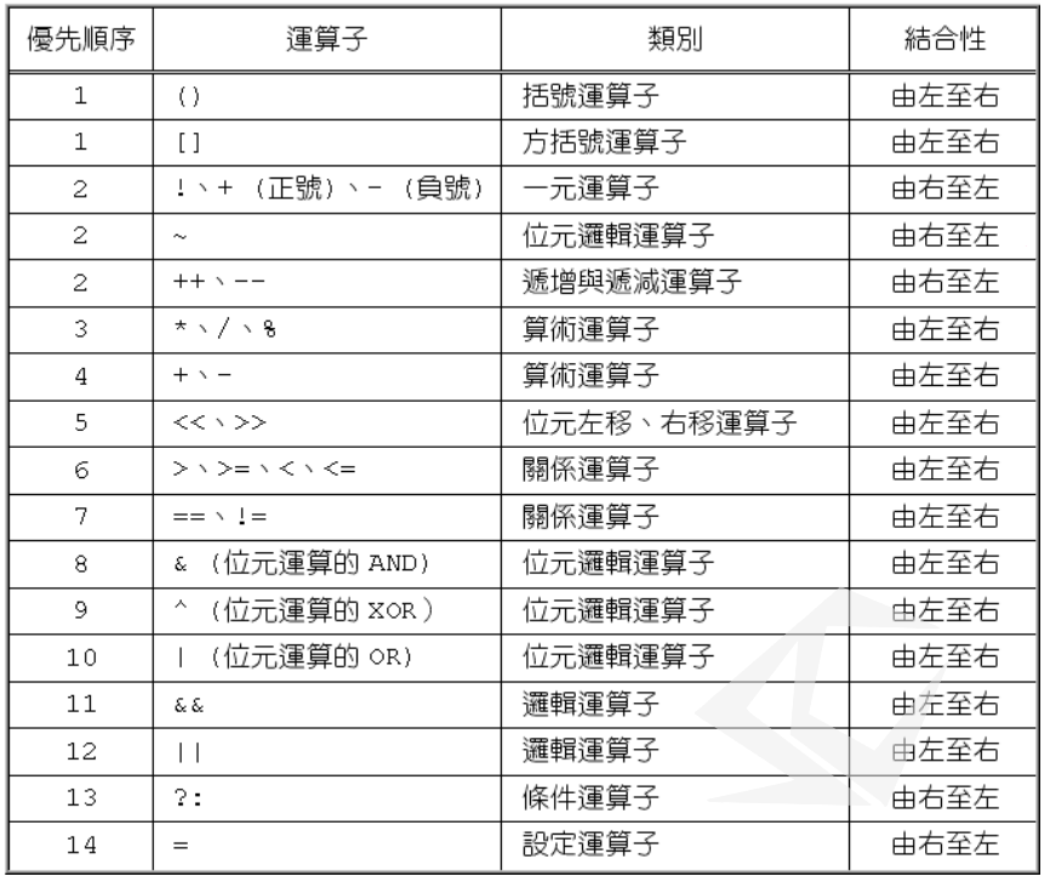 優先順序 運算子 類別 結合性
1 () 括號運算子 由左至右
1 [] 方括號運算子 由左至右
2 !、+ (正號)、- (負號) 一元運算子 由右至左
2 ~ 位元邏輯運算子 由右至左
2 ++、-- 遞增與遞減運算子 由右至左
3 *、/、% 算術運算子 由左至右
4 +、- 算術運算子 由左至右
5 <<、>> 位元左移、右移運算子 由左至右
6 >、>=、<、<= 關係運算子 由左至右
7 ==、!= 關係運算子 由左至右
8 & (位元運算的 AND) 位元邏輯運算子 由左至右
9 ^ (位元運算的 XOR) 位元邏輯運算子 由左至右
10 | (位元運算的 OR) 位元邏輯運算子 由左至右
11 && 邏輯運算子 由左至右
12 || 邏輯運算子 由左至右
13 ?: 條件運算子 由右至左
14 = 設定運算子 由右至左